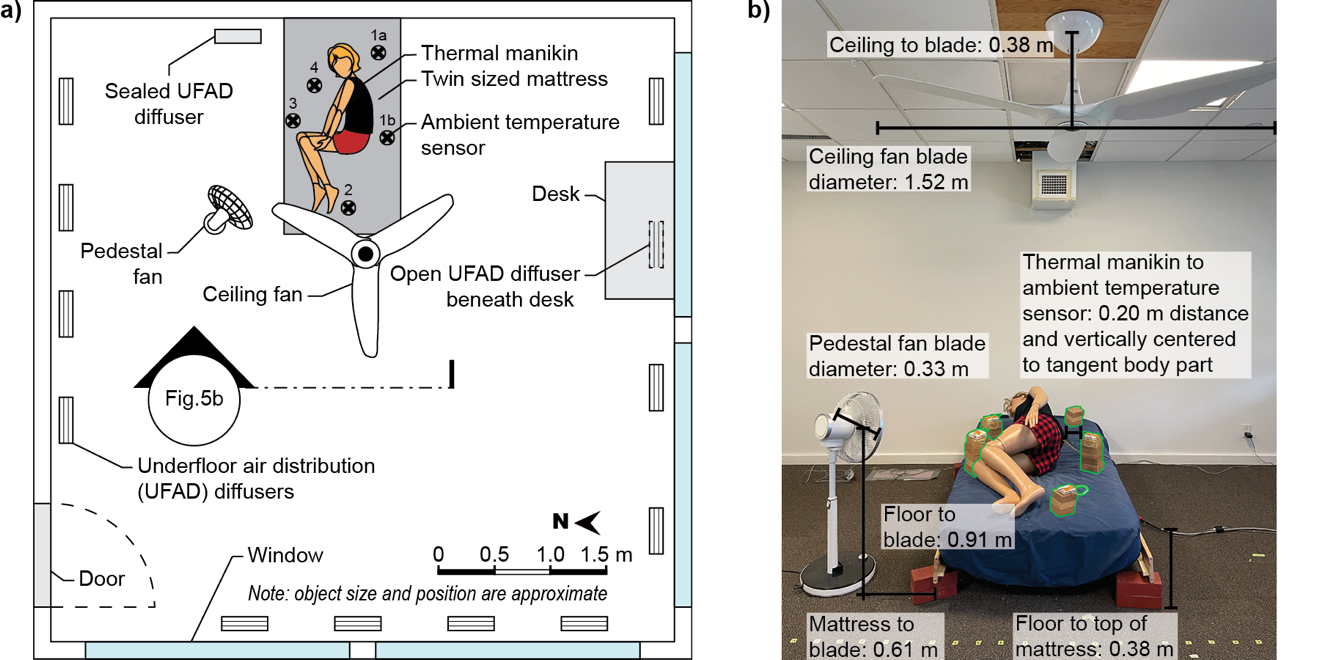 a)
1a
4
3
1b
2
Thermal manikin
Twin sized mattress
Sealed UFAD
diffuser
Ambient temperature
sensor
Desk
Pedestal
fan
Ceiling fan
Open UFAD diffuser
beneath desk
Fig.5b
Underfloor air distribution
(UFAD) diffusers
N
0 0.5 1.0 1.5 m
Window
Door
Note: object size and position are approximate
b)
Ceiling to blade: 0.38 m
Ceiling fan blade
diameter: 1.52 m
Thermal manikin to
ambient temperature
sensor: 0.20 m distance
and vertically centered
to tangent body part
Pedestal fan blade
diameter: 0.33 m
Floor to
blade: 0.91 m
Mattress to
blade: 0.61 m
Floor to top of
mattress: 0.38 m